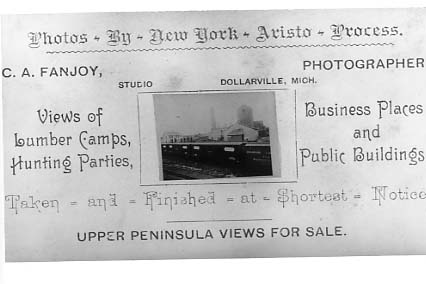 Photos - By - New York - Aristo - Process.
C. A. FANJOY, PHOTOGRAPHER
STUDIO DOLLARVILLE, MICH.
Views of
Lumber Camps,
Hunting Parties,
Business Places
and
Public Buildings
Taken - and - Finished - at - Shortest - Notice
UPPER PENINSULA VIEWS FOR SALE.